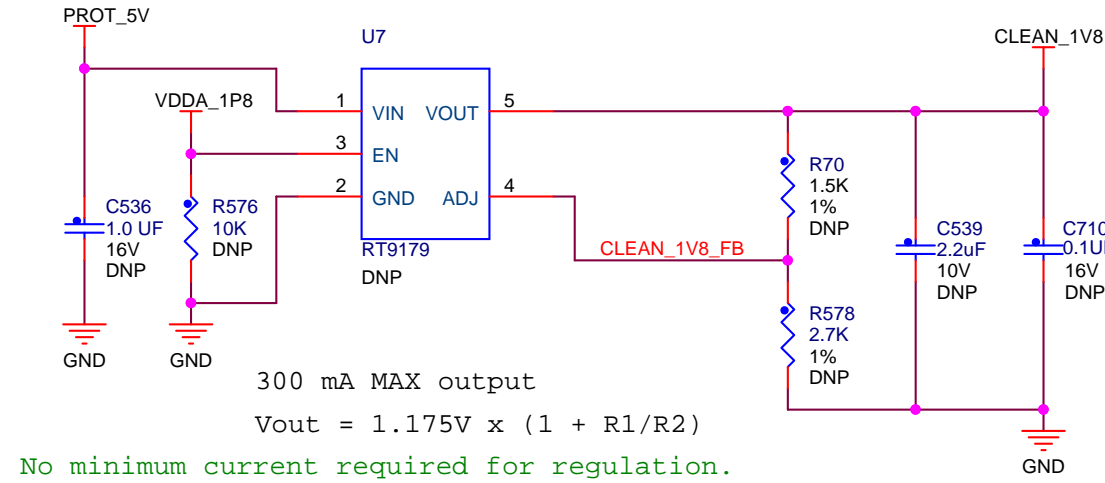 PROT_5V
U7
CLEAN_1V8
VDDA_1P8
1
VIN
VOUT
5
3
EN
2
GND
ADJ
4
R70
1.5K
1%
DNP
C536
1.0 UF
16V
DNP
R576
10K
DNP
RT9179
DNP
CLEAN_1V8_FB
C539
2.2uF
10V
DNP
C710
0.1U
16V
DNP
R578
2.7K
1%
DNP
GND
GND
300 mA MAX output
Vout = 1.175V x (1 + R1/R2)
No minimum current required for regulation.
GND